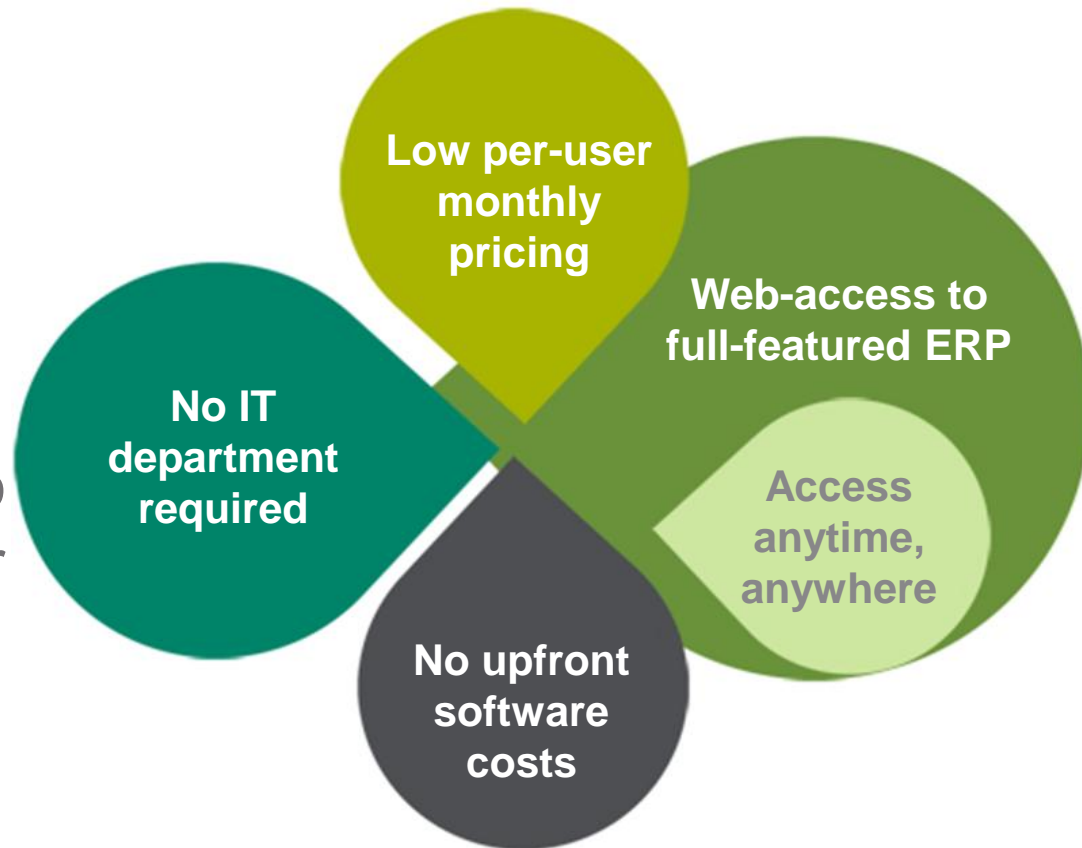 Low per-user
monthly
pricing
Web-access to
full-featured ERP
No IT
department
required
Access
anytime,
anywhere
No upfront
software
costs